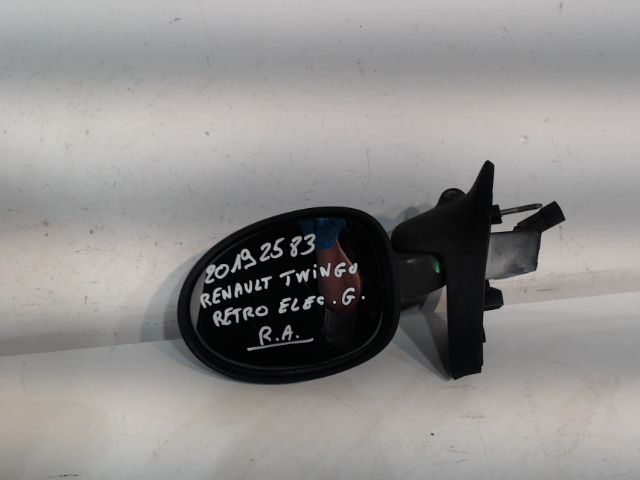 20192583
RENAULT TWINGO
RETRO ELEC.G.
R.A.